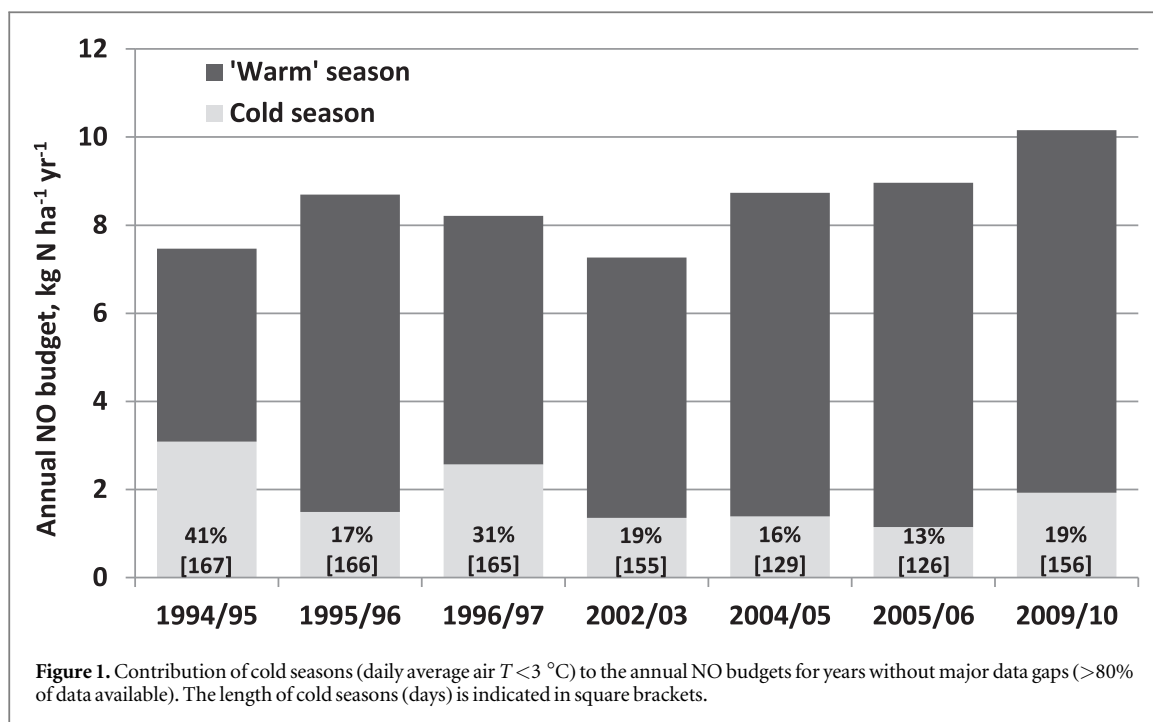 12
10
8
6
4
2
0
Annual NO budget, kg N ha⁻¹ yr⁻¹
'Warm' season
Cold season
41% 17% 31% 19% 16% 13% 19%
[167] [166] [165] [155] [129] [126] [156]
1994/95 1995/96 1996/97 2002/03 2004/05 2005/06 2009/10
Figure 1. Contribution of cold seasons (daily average air T <3 °C) to the annual NO budgets for years without major data gaps (>80%
of data available). The length of cold seasons (days) is indicated in square brackets.